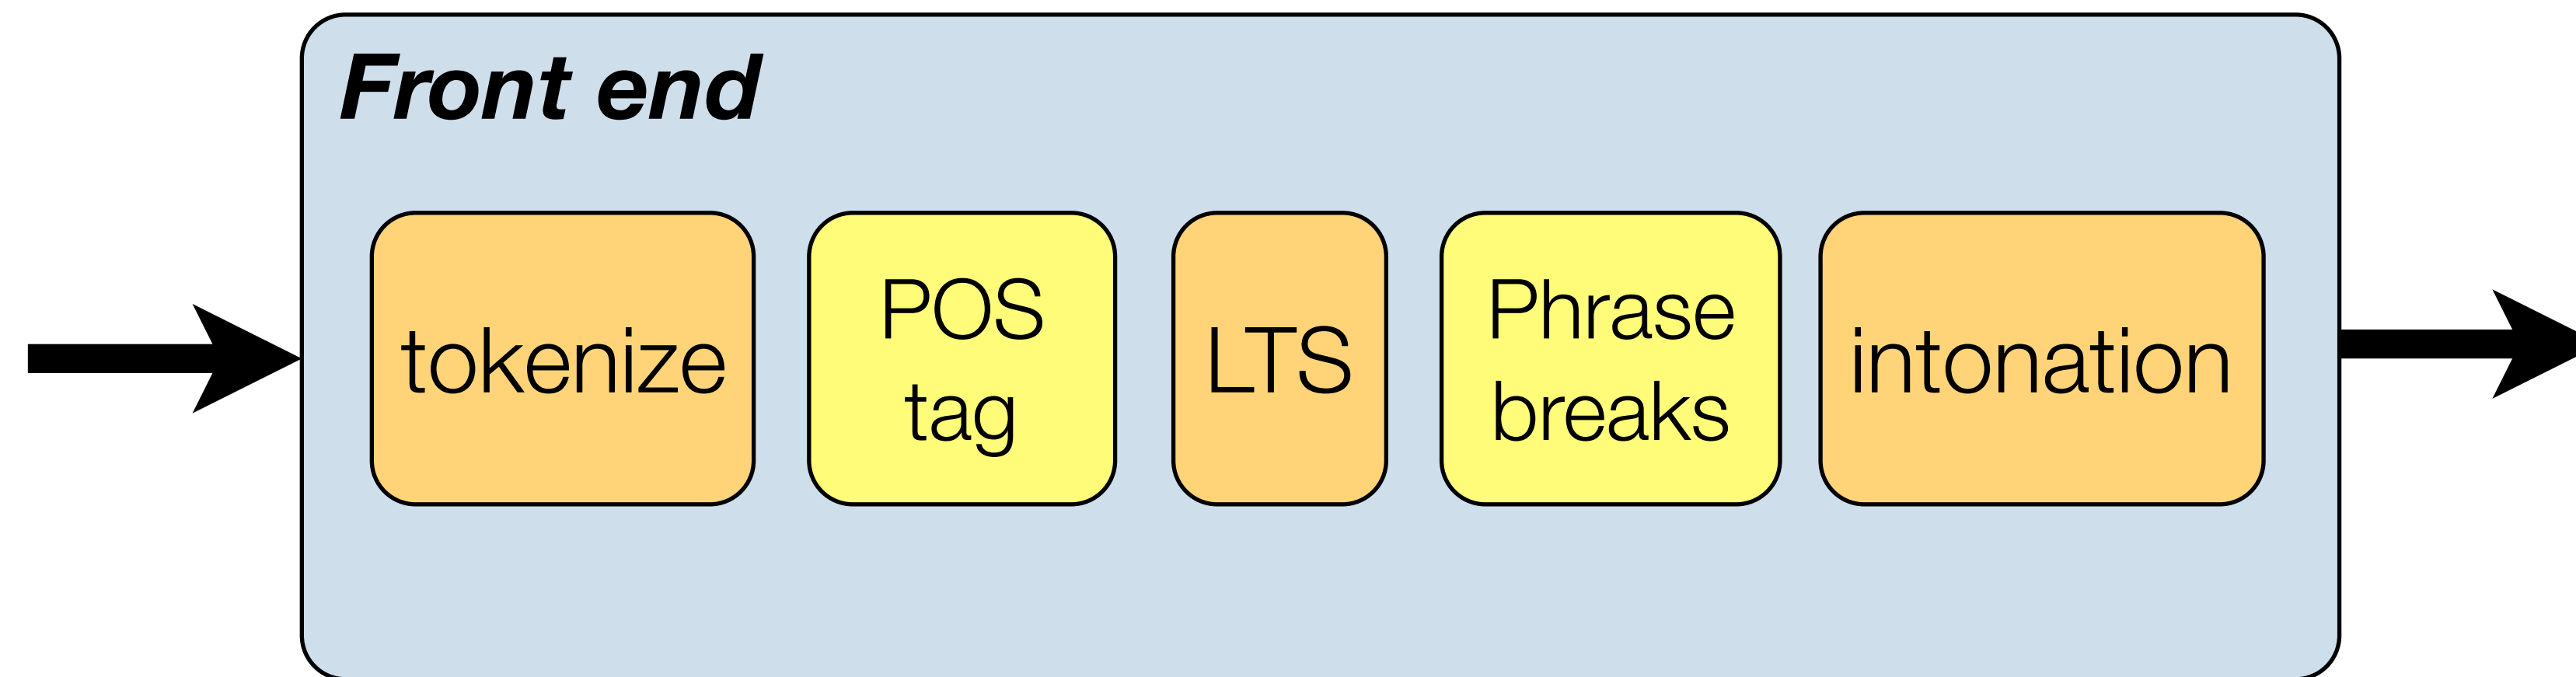 Front end
tokenize
POS
tag
LTS
Phrase
breaks
intonation